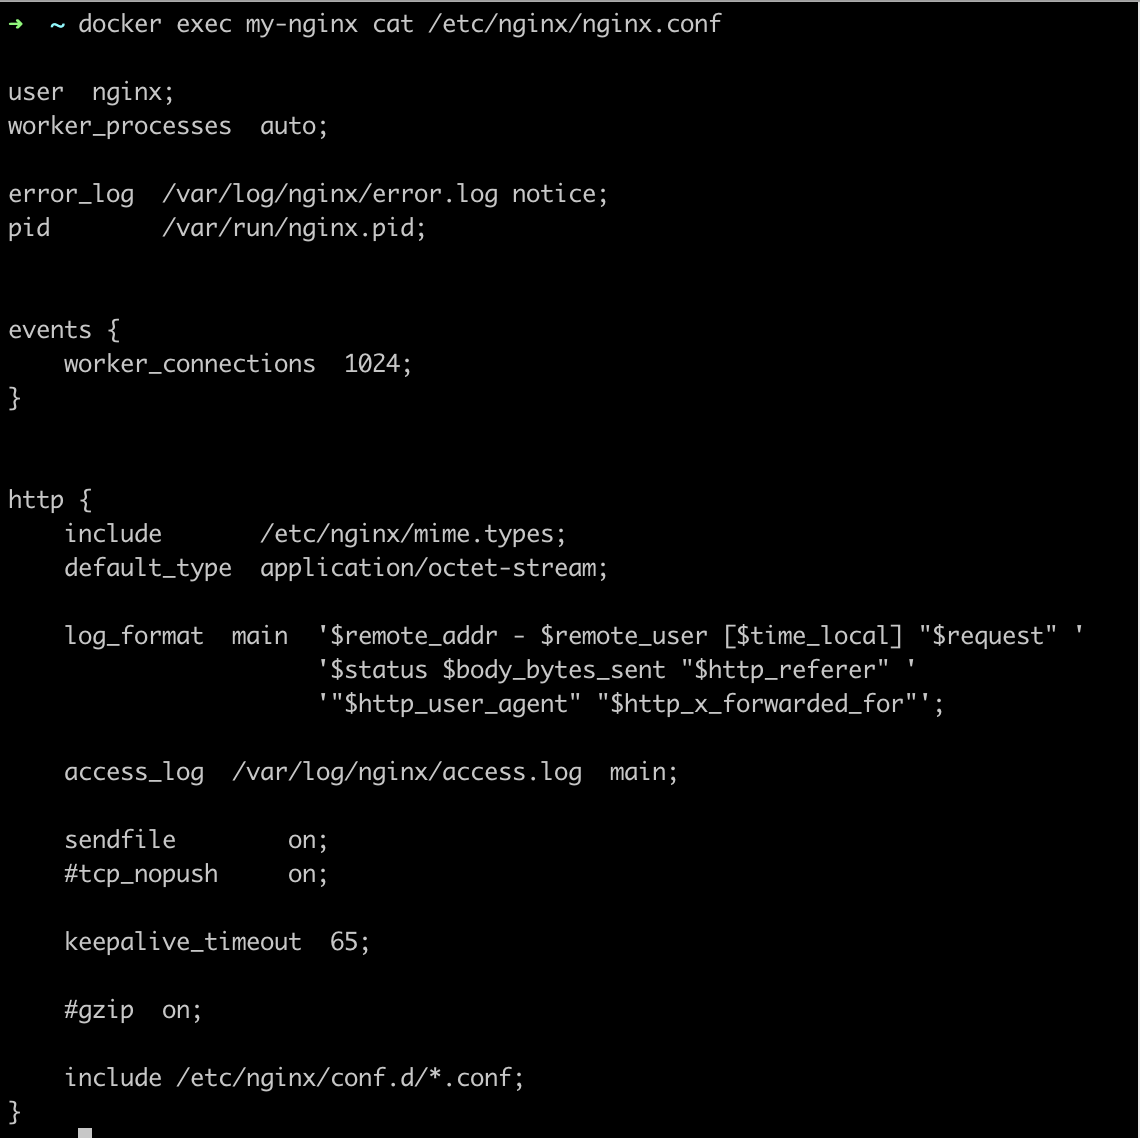 ➜  ~ docker exec my-nginx cat /etc/nginx/nginx.conf

user  nginx;
worker_processes  auto;

error_log  /var/log/nginx/error.log notice;
pid        /var/run/nginx.pid;


events {
    worker_connections  1024;
}


http {
    include       /etc/nginx/mime.types;
    default_type  application/octet-stream;

    log_format  main  '$remote_addr - $remote_user [$time_local] "$request" '
                      '$status $body_bytes_sent "$http_referer" '
                      '"$http_user_agent" "$http_x_forwarded_for"';

    access_log  /var/log/nginx/access.log  main;

    sendfile        on;
    #tcp_nopush     on;

    keepalive_timeout  65;

    #gzip  on;

    include /etc/nginx/conf.d/*.conf;
}